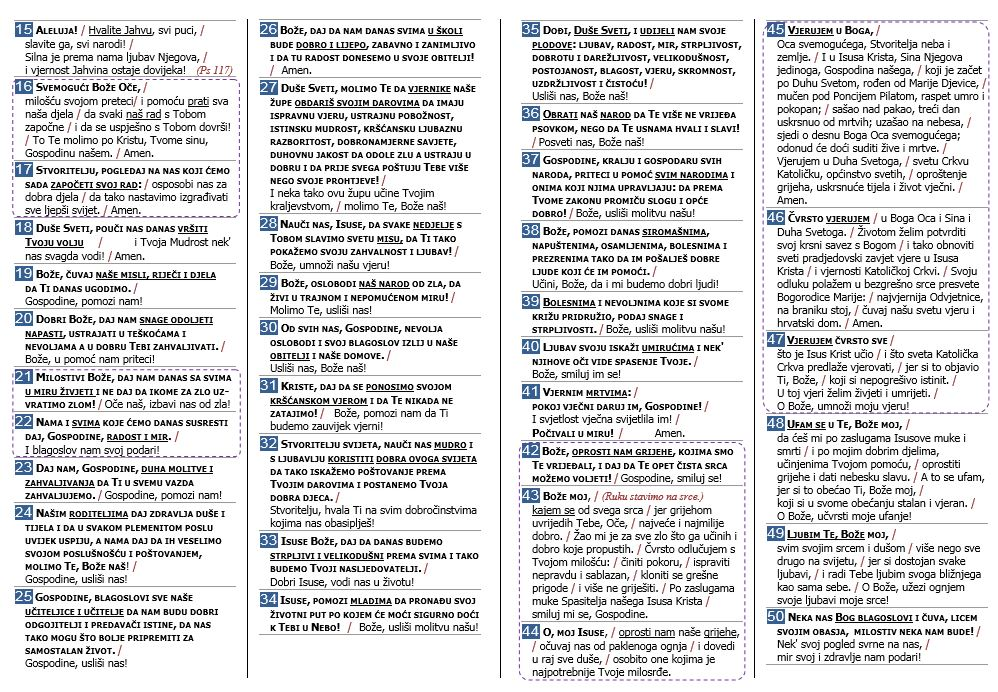 15 Aleluja! / Hvalite Jahvu, svi puci, /
slavite ga, svi narodi! /
Silna je prema nama ljubav Njegova, /
i vjernost Jahvina ostaje dovijeka! (Ps 117)
16 Svemogući Bože Oče, /
milošću svojom preteci/ i pomoću prati sva
naša djela / da svaki naš rad s Tobom
započne / i da se uspješno s Tobom dovrši!
/ To Te molimo po Kristu, Tvome sinu,
Gospodinu našem. / Amen.
17 Stvoritelju, pogledaj na nas koji ćemo
sada započeti svoj rad: / osposobi nas za
dobra djela / da tako nastavimo izgrađivati
sve ljepši svijet. / Amen.
18 Duše Sveti, pouči nas danas vršiti
Tvoju volju / i Tvoja Mudrost nek'
nas svagda vodi! / Amen.
19 Bože, čuvaj naše misli, riječi i djela
da Ti danas ugodimo. /
Gospodine, pomozi nam!
20 Dobri Bože, daj nam snage odoljeti
napasti, ustrajati u teškoćama i
nevoljama a u dobru Tebi zahvaljivati. /
Bože, u pomoć nam priteci!
21 Milostivi Bože, daj nam danas sa svima
u miru živjeti i ne daj da ikome za zlo uz-
vratimo zlom! / Oče naš, izbavi nas od zla!
22 Nama i svima koje ćemo danas susresti
daj, Gospodine, radost i mir. /
I blagoslov nam svoj podari!
23 Daj nam, Gospodine, duha molitve i
zahvaljivanja da Ti u svemu vazda
zahvaljujemo. / Gospodine, pomozi nam!
24 Našim roditeljima daj zdravlja duše i
tijela i da u svakom plemenitom poslu
uvijek uspiju, a nama daj da ih veselimo
svojom poslušnošću i poštovanjem,
molimo Te, Bože naš! /
Gospodine, usliši nas!
25 Gospodine, blagoslovi sve naše
učiteljice i učitelje da nam budu dobri
odgojitelji i predavači istine, da nas
tako mogu što bolje pripremiti za
samostalan život. /
Gospodine, usliši nas!
26 Bože, daj da nam danas svima u školi
bude dobro i lijepo, zabavno i zanimljivo
i da tu radost donesemo u svoje obitelji!
/ Amen.
27 Duše Sveti, molimo Te da vjernike naše
župe obdariš svojim darovima da imaju
ispravnu vjeru, ustrajnu pobožnost,
istinsku mudrost, kršćansku ljubaznu
razboritost, dobronamjerne savjete,
duhovnu jakost da odole zlu a ustraju u
dobru i da prije svega poštuju Tebe više
nego svoje prohtjeve! /
I neka tako ovu župu učine Tvojim
kraljevstvom, / molimo Te, Bože naš!
28 Nauči nas, Isuse, da svake nedjelje s
Tobom slavimo svetu misu, da Ti tako
pokažemo svoju zahvalnost i ljubav! /
Bože, umnoži našu vjeru!
29 Bože, oslobodi naš narod od zla, da
živi u trajnom i nepomućenom miru! /
Molimo Te, usliši nas!
30 Od svih nas, Gospodine, nevolja
oslobodi i svoj blagoslov izlij u naše
obitelji i naše domove. /
Usliši nas, Bože naš!
31 Kriste, daj da se ponosimo svojom
kršćanskom vjerom i da Te nikada ne
zatajimo! / Bože, pomozi nam da Ti
budemo zauvijek vjerni!
32 Stvoritelju svijeta, nauči nas mudro i
s ljubavlju koristiti dobra ovoga svijeta
da tako iskažemo poštovanje prema
Tvojim darovima i postanemo Tvoja
dobra djeca. /
Stvoritelju, hvala Ti na svim dobročinstvima
kojima nas obasiplješ!
33 Isuse Bože, daj da danas budemo
strpljivi i velikodušni prema svima i tako
budemo Tvoji nasljedovatelji. /
Dobri Isuse, vodi nas u životu!
34 Isuse, pomozi mladima da pronađu svoj
životni put po kojem će moći sigurno doći
k Tebi u Nebo! / Bože, usliši molitvu našu!
35 Dođi, Duše Sveti, i udijeli nam svoje
plodove: ljubav, radost, mir, strpljivost,
dobrotu i darežljivost, velikodušnost,
postojanost, blagost, vjeru, skromnost,
uzdržljivost i čistoću! /
Usliši nas, Bože naš!
36 Obrati naš narod da Te više ne vrijeđa
psovkom, nego da Te usnama hvali i slavi!
/ Posveti nas, Bože naš!
37 Gospodine, kralju i gospodaru svih
naroda, priteci u pomoć svim narodima i
onima koji njima upravljaju: da prema
Tvome zakonu promiču slogu i opće
dobro! / Bože, usliši molitvu našu!
38 Bože, pomozi danas siromašnima,
napuštenima, osamljenima, bolesnima i
prezrenima tako da im pošalješ dobre
ljude koji će im pomoći. /
Učini, Bože, da i mi budemo dobri ljudi!
39 Bolesnima i nevoljnima koje si svome
križu pridružio, podaj snage i
strpljivosti. / Bože, usliši molitvu našu!
40 Ljubav svoju iskaži umirućima i nek'
njihove oči vide spasenje Tvoje. /
Bože, smiluj im se!
41 Vjernim mrtvima: /
pokoj vječni daruj im, Gospodine! /
I svjetlost vječna svijetlila im! /
Počivali u miru! / Amen.
42 Bože, oprosti nam grijehe, kojima smo
Te vrijeđali, i daj da Te opet čista srca
možemo voljeti! / Gospodine, smiluj se!
43 Bože moj, / (Ruku stavimo na srce.)
kajem se od svega srca / jer grijehom
uvrijedih Tebe, Oče, / najveće i najmilije
dobro. / Žao mi je za sve zlo što ga učinih i
dobro koje propustih. / Čvrsto odlučujem s
Tvojom milošću: / činiti pokoru, / ispraviti
nepravdu i sablazan, / kloniti se grešne
prigode / i više ne griješiti. / Po zaslugama
muke Spasitelja našega Isusa Krista /
smiluj mi se, Gospodine.
44 O, moj Isuse, / oprosti nam naše grijehe,
/ očuvaj nas od paklenoga ognja / i dovedi
u raj sve duše, / osobito one kojima je
najpotrebnije Tvoje milosrđe.
45 Vjerujem u Boga, /
Oca svemogućega, Stvoritelja neba i
zemlje. / I u Isusa Krista, Sina Njegova
jedinoga, Gospodina našega, / koji je začet
po Duhu Svetom, rođen od Marije Djevice, /
mučen pod Poncijem Pilatom, raspet umro i
pokopan; / sašao nad pakao, treći dan
uskrsnuo od mrtvih; uzašao na nebesa, /
sjedi o desnu Boga Oca svemogućega;
odonud će doći suditi žive i mrtve. /
Vjerujem u Duha Svetoga, / svetu Crkvu
Katoličku, općinstvo svetih, / oproštenje
grijeha, uskrsnuće tijela i život vječni. /
Amen.
46 Čvrsto vjerujem / u Boga Oca i Sina i
Duha Svetoga. / Životom želim potvrditi
svoj krsni savez s Bogom / i tako obnoviti
sveti pradjedovski zavjet vjere u Isusa
Krista / i vjernosti Katoličkoj Crkvi. / Svoju
odluku polažem u bezgrešno srce presvete
Bogorodice Marije: / najvjernija Odvjetnice,
na braniku stoj, / čuvaj našu svetu vjeru i
hrvatski dom. / Amen.
47 Vjerujem čvrsto sve /
što je Isus Krist učio / i što sveta Katolička
Crkva predlaže vjerovati, / jer si to objavio
Ti, Bože, / koji si nepogrešivo istinit. /
U toj vjeri želim živjeti i umrijeti. /
O Bože, umnoži moju vjeru!
48 Ufam se u Te, Bože moj, /
da ćeš mi po zaslugama Isusove muke i
smrti / i po mojim dobrim djelima,
učinjenima Tvojom pomoću, / oprostiti
grijehe i dati nebesku slavu. / A to se ufam,
jer si to obećao Ti, Bože moj, /
koji si u svome obećanju stalan i vjeran. /
O Bože, učvrsti moje ufanje!
49 Ljubim Te, Bože moj, /
svim svojim srcem i dušom / više nego sve
drugo na svijetu, / jer si dostojan svake
ljubavi, / i radi Tebe ljubim svoga bližnjega
kao sama sebe. / O Bože, užezi ognjem
svoje ljubavi moje srce!
50 Neka nas Bog blagoslovi i čuva, licem
svojim obasja, milostiv neka nam bude! /
Nek' svoj pogled svrne na nas, /
mir svoj i zdravlje nam podari!